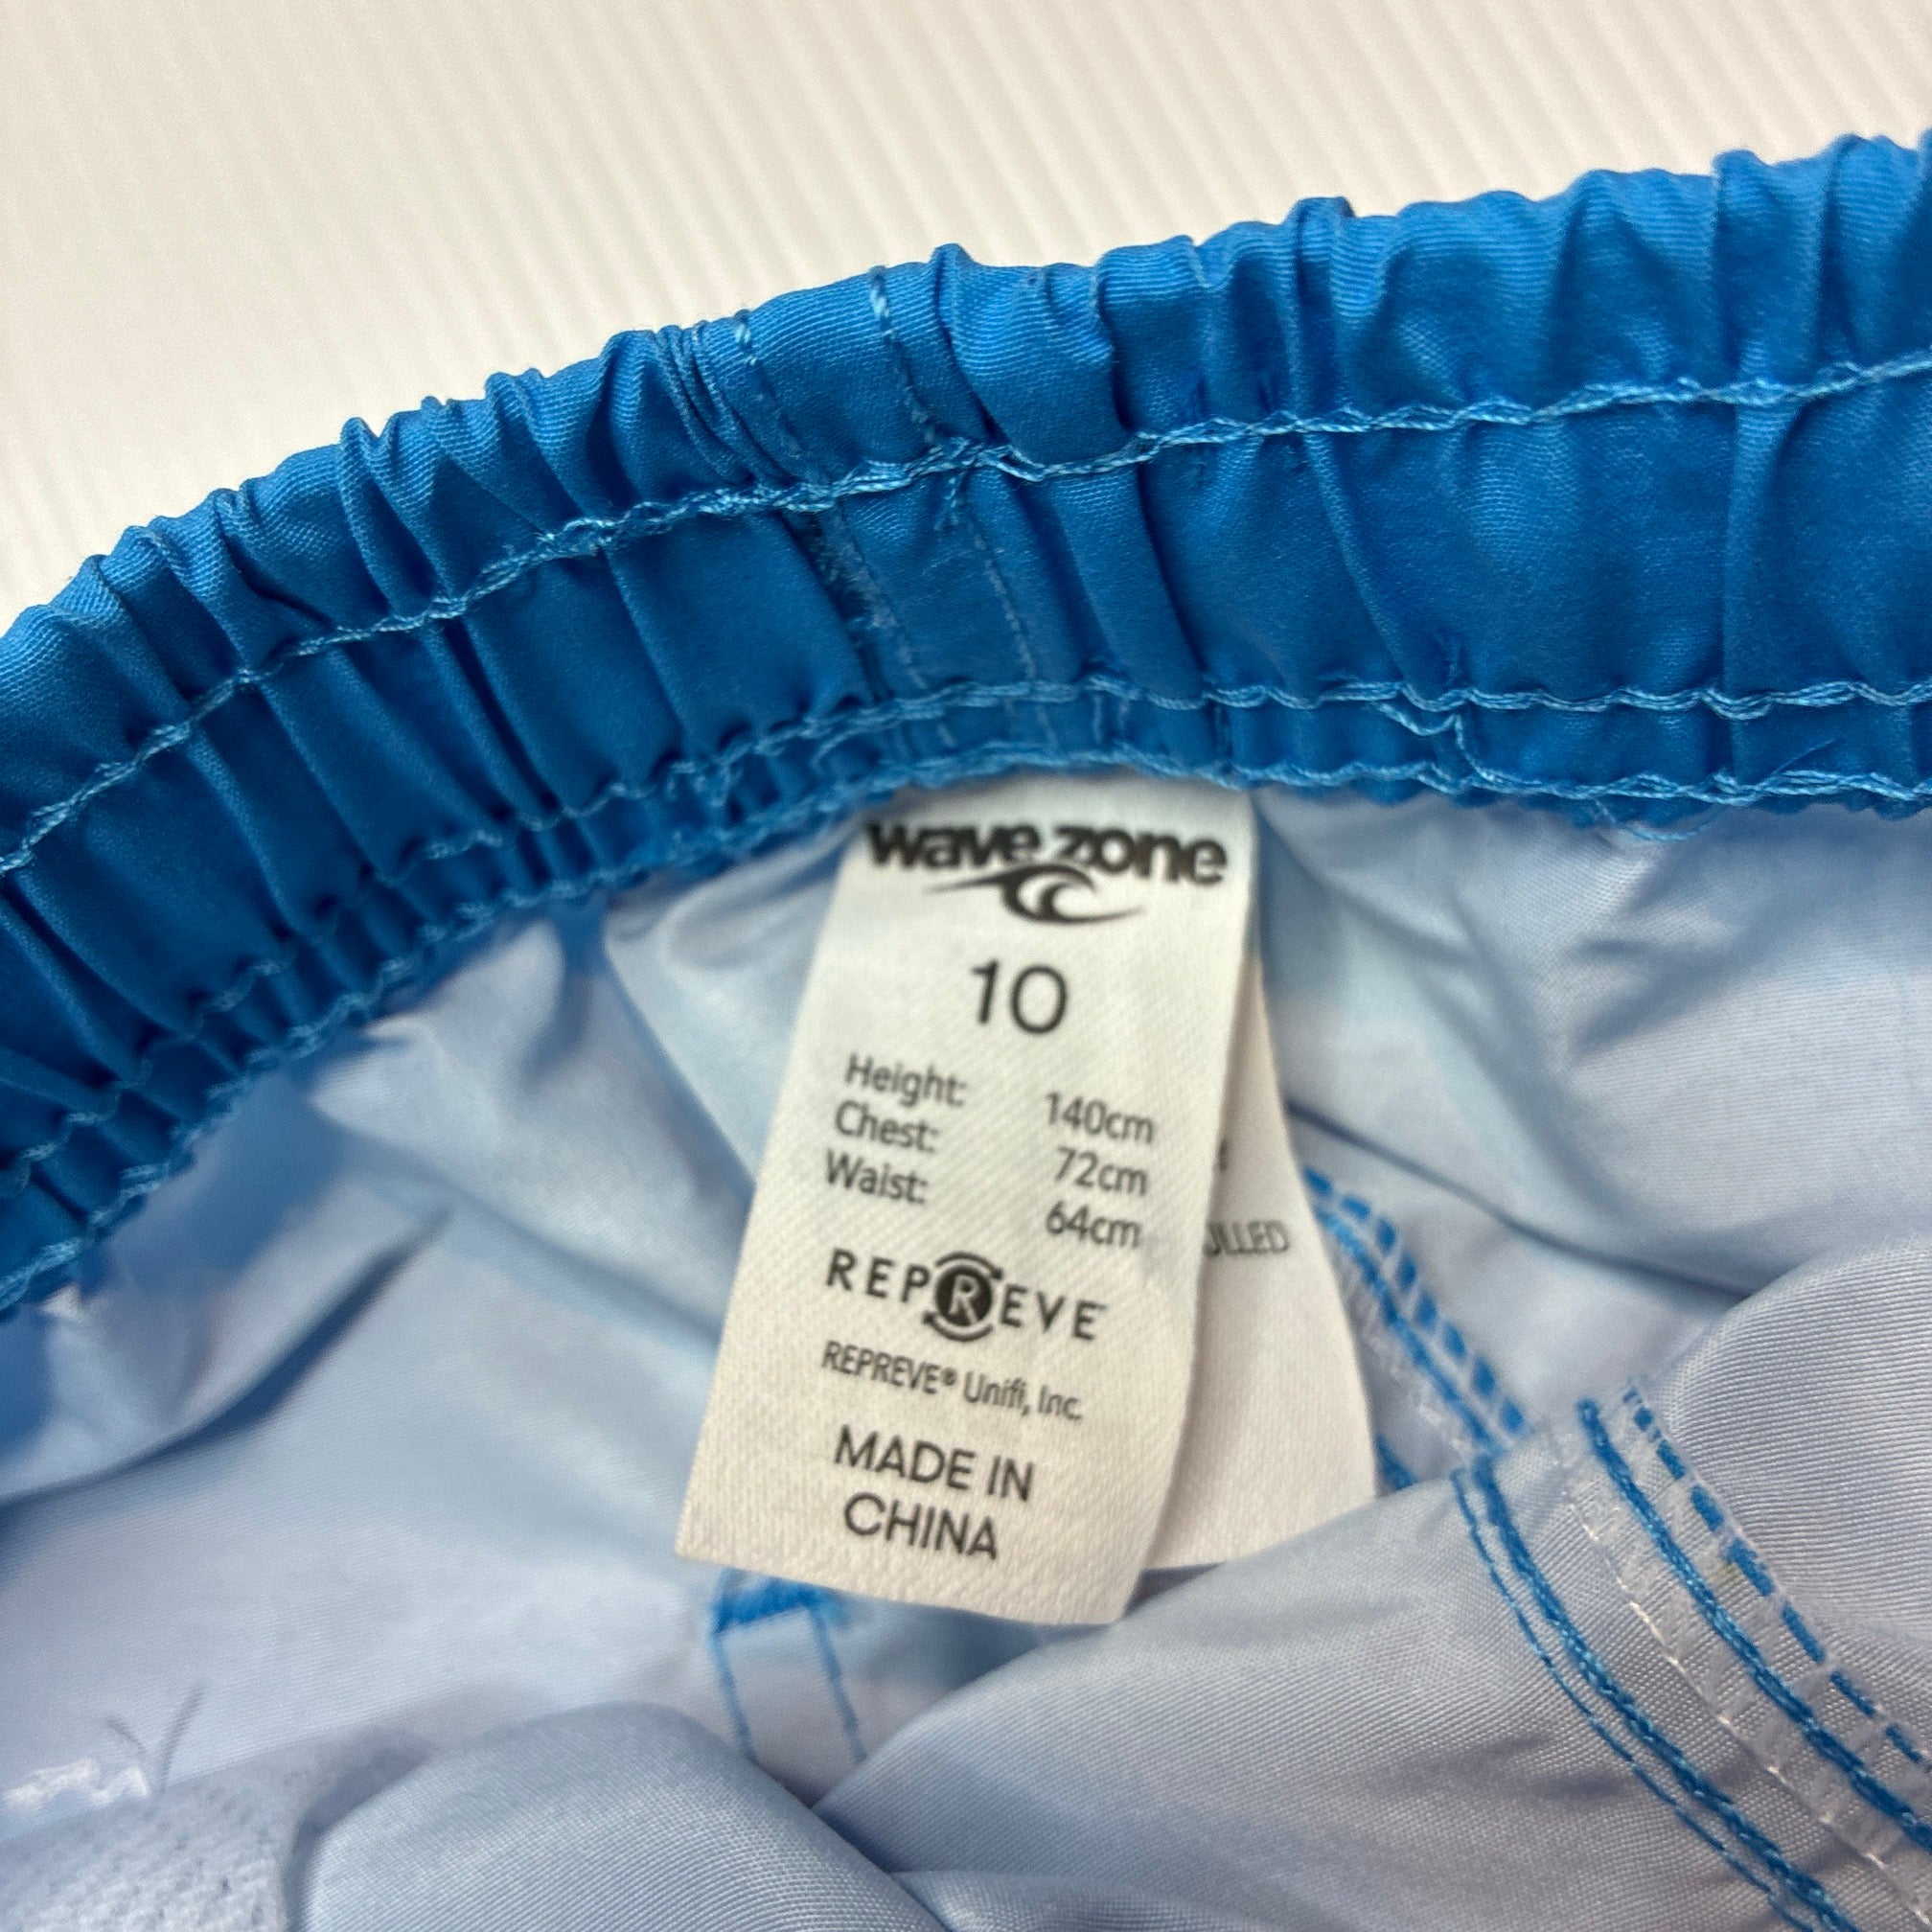 wave zone
10
Height: 140cm
Chest: 72cm
Waist: 64cm
REPREVE
REPREVE® Unifi, Inc.
MADE IN
CHINA